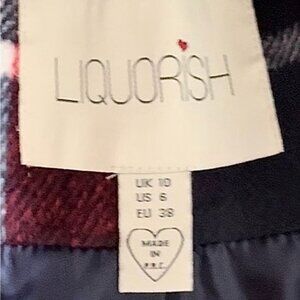 LIQUORISH
UK 10
US 6
EU 38
MADE
IN
P.R.C.